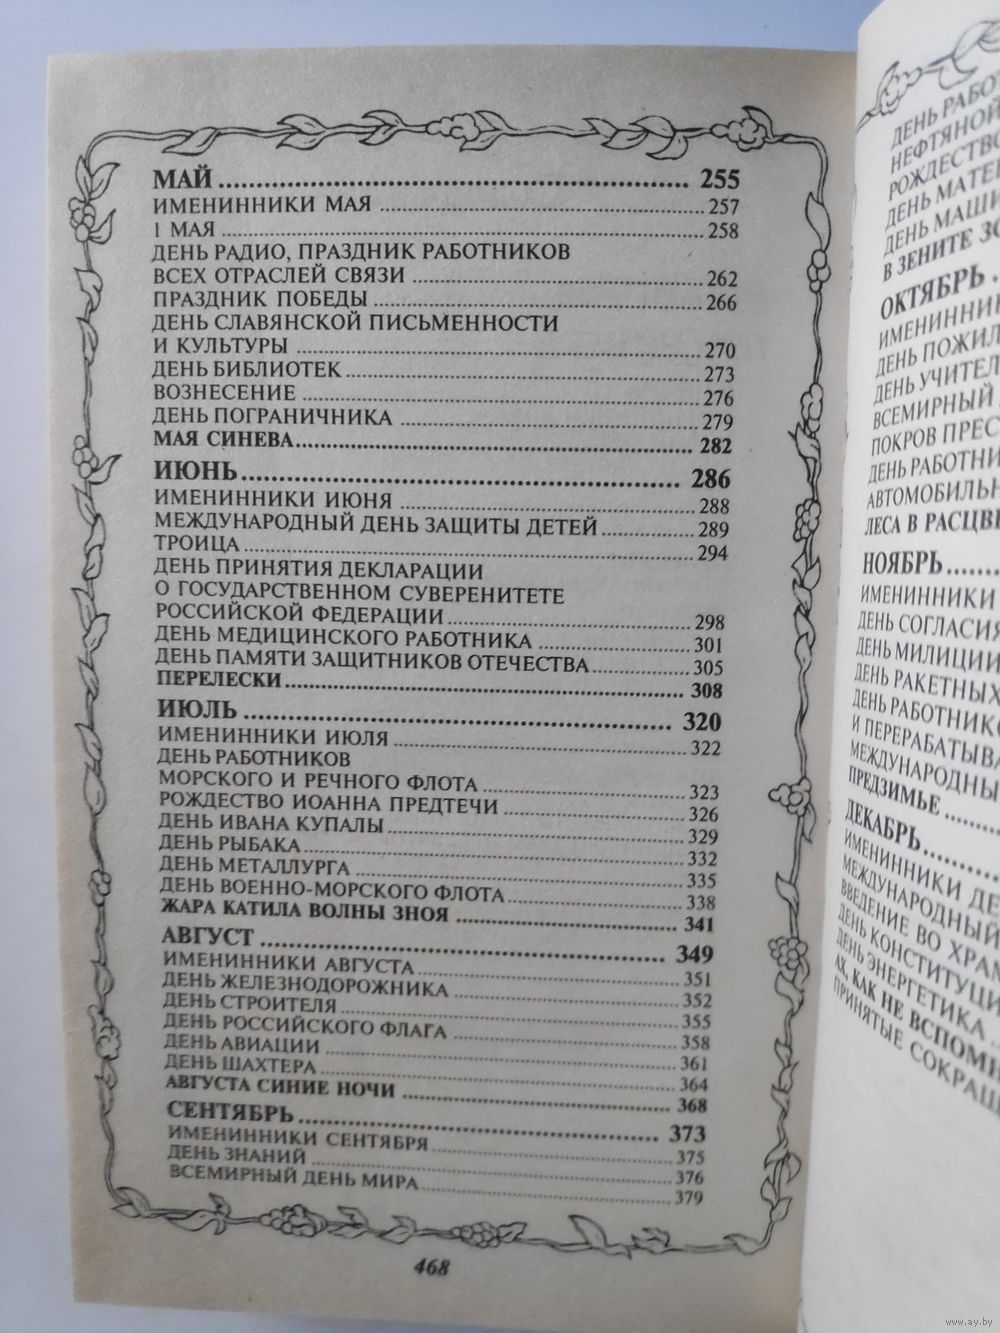 МАЙ ........ 255
ИМЕНИННИКИ МАЯ ........ 257
1 МАЯ ........ 258
ДЕНЬ РАДИО, ПРАЗДНИК РАБОТНИКОВ
ВСЕХ ОТРАСЛЕЙ СВЯЗИ ........ 262
ПРАЗДНИК ПОБЕДЫ ........ 266
ДЕНЬ СЛАВЯНСКОЙ ПИСЬМЕННОСТИ
И КУЛЬТУРЫ ........ 270
ДЕНЬ БИБЛИОТЕК ........ 273
ВОЗНЕСЕНИЕ ........ 276
ДЕНЬ ПОГРАНИЧНИКА ........ 279
МАЯ СИНЕВА ........ 282
ИЮНЬ ........ 286
ИМЕНИННИКИ ИЮНЯ ........ 288
МЕЖДУНАРОДНЫЙ ДЕНЬ ЗАЩИТЫ ДЕТЕЙ ........ 289
ТРОИЦА ........ 294
ДЕНЬ ПРИНЯТИЯ ДЕКЛАРАЦИИ
О ГОСУДАРСТВЕННОМ СУВЕРЕНИТЕТЕ
РОССИЙСКОЙ ФЕДЕРАЦИИ ........ 298
ДЕНЬ МЕДИЦИНСКОГО РАБОТНИКА ........ 301
ДЕНЬ ПАМЯТИ ЗАЩИТНИКОВ ОТЕЧЕСТВА ........ 305
ПЕРЕЛЕСКИ ........ 308
ИЮЛЬ ........ 320
ИМЕНИННИКИ ИЮЛЯ ........ 322
ДЕНЬ РАБОТНИКОВ
МОРСКОГО И РЕЧНОГО ФЛОТА ........ 323
РОЖДЕСТВО ИОАННА ПРЕДТЕЧИ ........ 326
ДЕНЬ ИВАНА КУПАЛЫ ........ 329
ДЕНЬ РЫБАКА ........ 332
ДЕНЬ МЕТАЛЛУРГА ........ 335
ДЕНЬ ВОЕННО-МОРСКОГО ФЛОТА ........ 338
ЖАРА КАТИЛА ВОЛНЫ ЗНОЯ ........ 341
АВГУСТ ........ 349
ИМЕНИННИКИ АВГУСТА ........ 351
ДЕНЬ ЖЕЛЕЗНОДОРОЖНИКА ........ 352
ДЕНЬ СТРОИТЕЛЯ ........ 355
ДЕНЬ РОССИЙСКОГО ФЛАГА ........ 358
ДЕНЬ АВИАЦИИ ........ 361
ДЕНЬ ШАХТЕРА ........ 364
АВГУСТА СИНИЕ НОЧИ ........ 368
СЕНТЯБРЬ ........ 373
ИМЕНИННИКИ СЕНТЯБРЯ ........ 375
ДЕНЬ ЗНАНИЙ ........ 376
ВСЕМИРНЫЙ ДЕНЬ МИРА ........ 379
468
ДЕНЬ РАБОТ
НЕФТЯНОЙ
РОЖДЕСТВО
ДЕНЬ МАТЕ
ДЕНЬ МАШИ
В ЗЕНИТЕ ЗО
ОКТЯБРЬ ...
ИМЕНИННИК
ДЕНЬ ПОЖИЛ
ДЕНЬ УЧИТЕЛ
ВСЕМИРНЫЙ
ПОКРОВ ПРЕС
ДЕНЬ РАБОТНИ
АВТОМОБИЛЬН
ЛЕСА В РАСЦВЕ
НОЯБРЬ ........
ИМЕНИННИКИ
ДЕНЬ СОГЛАСИЯ
ДЕНЬ МИЛИЦИИ
ДЕНЬ РАКЕТНЫХ
ДЕНЬ РАБОТНИКО
И ПЕРЕРАБАТЫВА
МЕЖДУНАРОДНЫ
ПРЕДЗИМЬЕ ........
ДЕКАБРЬ ........
ИМЕНИННИКИ ДЕ
МЕЖДУНАРОДНЫЙ
ВВЕДЕНИЕ ВО ХРАМ
ДЕНЬ КОНСТИТУЦИ
ДЕНЬ ЭНЕРГЕТИКА ...
АХ, КАК НЕ ВСПОМН
ПРИНЯТЫЕ СОКРАЩ
www.ay.by